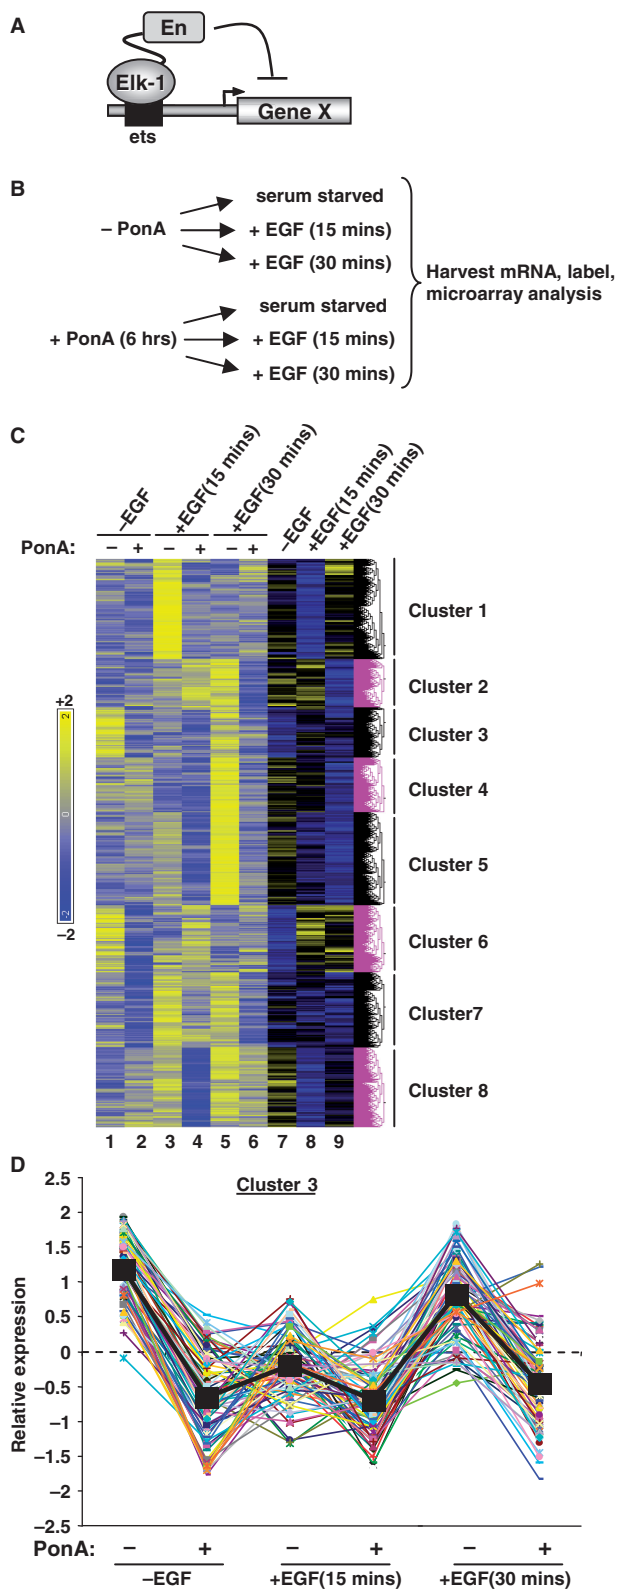 A
En
Elk-1
Gene X
ets
B
serum starved
– PonA
+ EGF (15 mins)
+ EGF (30 mins)
Harvest mRNA, label,
microarray analysis
serum starved
+ PonA (6 hrs)
+ EGF (15 mins)
+ EGF (30 mins)
C
–EGF
+EGF(15 mins)
+EGF(30 mins)
–EGF
+EGF(15 mins)
+EGF(30 mins)
PonA: – + – + – +
Cluster 1
Cluster 2
Cluster 3
Cluster 4
Cluster 5
Cluster 6
Cluster7
Cluster 8
+2
2
0
-2
–2
1 2 3 4 5 6 7 8 9
D
Cluster 3
Relative expression
2.5
2
1.5
1
0.5
0
–0.5
–1
–1.5
–2
–2.5
PonA: – + – + – +
–EGF
+EGF(15 mins)
+EGF(30 mins)